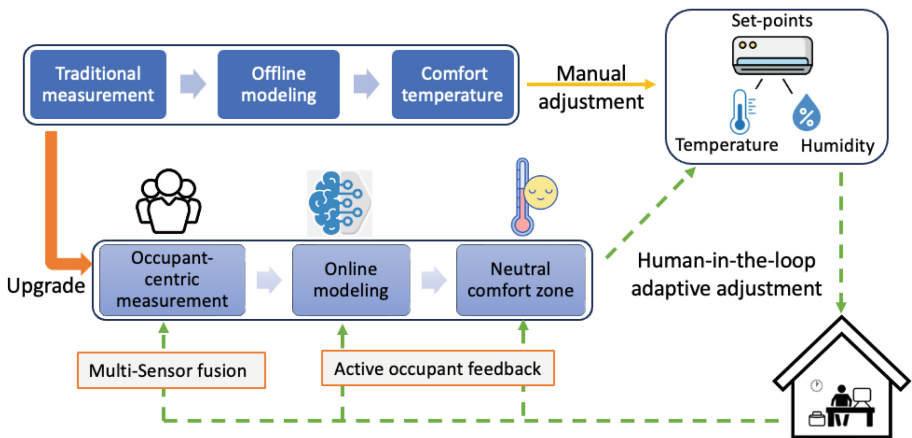 Set-points
Traditional
measurement
Offline
modeling
Comfort
temperature
Manual
adjustment
Temperature
Humidity
Upgrade
Occupant-
centric
measurement
Online
modeling
Neutral
comfort zone
Human-in-the-loop
adaptive adjustment
Multi-Sensor fusion
Active occupant feedback